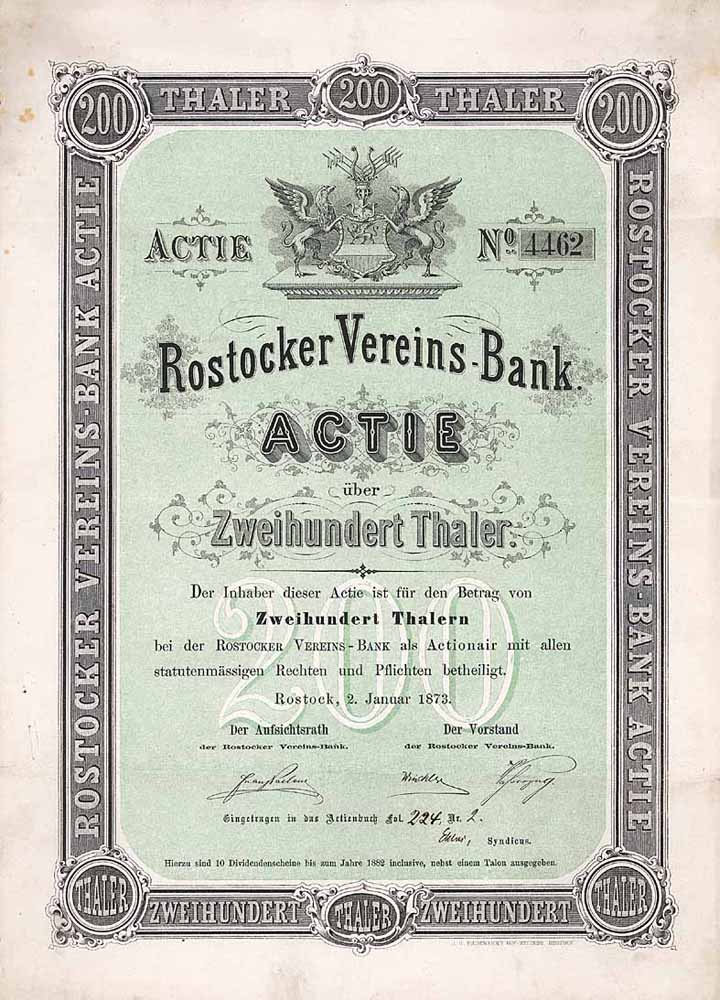 200 THALER 200 THALER 200
ROSTOCKER VEREINS-BANK ACTIE
ROSTOCKER VEREINS-BANK ACTIE
ACTIE
No. 4462
Rostocker Vereins-Bank.
ACTIE
über
Zweihundert Thaler.
200
Der Inhaber dieser Actie ist für den Betrag von
Zweihundert Thalern
bei der ROSTOCKER VEREINS-BANK als Actionair mit allen
statutenmässigen Rechten und Pflichten betheiligt.
Rostock, 2. Januar 1873.
Der Aufsichtsrath
der Rostocker Vereins-Bank.
Der Vorstand
der Rostocker Vereins-Bank.
Eingetragen in das Actienbuch Fol. 224, Nr. 2.
Syndicus.
Hierzu sind 10 Dividendenscheine bis zum Jahre 1882 inclusive, nebst einem Talon ausgegeben.
THALER ZWEIHUNDERT THALER ZWEIHUNDERT THALER